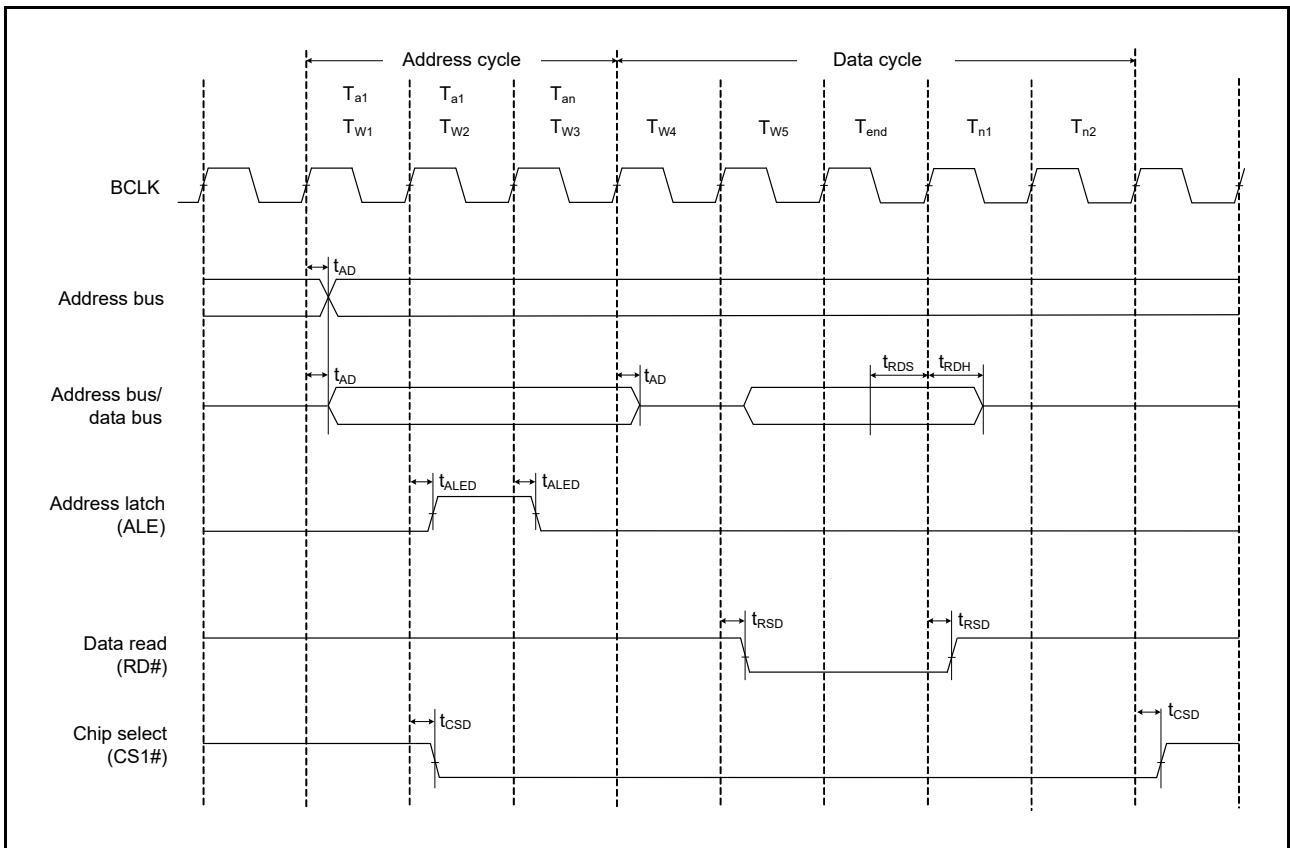 Address cycle Data cycle
Ta1 Ta1 Tan
TW1 TW2 TW3 TW4 TW5 Tend Tn1 Tn2
BCLK
tAD
Address bus
tRDS tRDH
tAD tAD
Address bus/
data bus
tALED tALED
Address latch
(ALE)
tRSD tRSD
Data read
(RD#)
tCSD tCSD
Chip select
(CS1#)